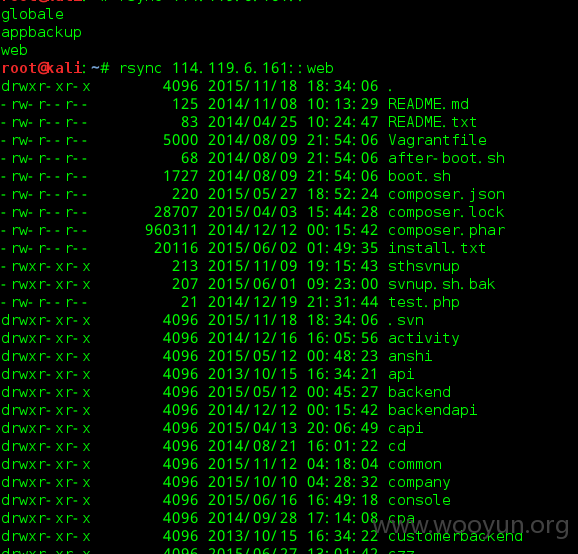 globale
appbackup
web
root@kali:~# rsync 114.119.6.161::web
drwxr-xr-x 4096 2015/11/18 18:34:06 .
-rw-r--r-- 125 2014/11/08 10:13:29 README.md
-rw-r--r-- 83 2014/04/25 10:24:47 README.txt
-rw-r--r-- 5000 2014/08/09 21:54:06 Vagrantfile
-rw-r--r-- 68 2014/08/09 21:54:06 after-boot.sh
-rw-r--r-- 1727 2014/08/09 21:54:06 boot.sh
-rw-r--r-- 220 2015/05/27 18:52:24 composer.json
-rw-r--r-- 28707 2015/04/03 15:44:28 composer.lock
-rw-r--r-- 960311 2014/12/12 00:15:42 composer.phar
-rw-r--r-- 20116 2015/06/02 01:49:35 install.txt
-rwxr-xr-x 213 2015/11/09 19:15:43 sthsvnup
-rwxr-xr-x 207 2015/06/01 09:23:00 svnup.sh.bak
-rw-r--r-- 21 2014/12/19 21:31:44 test.php
drwxr-xr-x 4096 2015/11/18 18:34:06 .svn
drwxr-xr-x 4096 2014/12/16 16:05:56 activity
drwxr-xr-x 4096 2015/05/12 00:48:23 anshi
drwxr-xr-x 4096 2013/10/15 16:34:21 api
drwxr-xr-x 4096 2015/05/12 00:45:27 backend
drwxr-xr-x 4096 2014/12/12 00:15:42 backendapi
drwxr-xr-x 4096 2015/04/13 20:06:49 capi
drwxr-xr-x 4096 2014/08/21 16:01:22 cd
drwxr-xr-x 4096 2015/11/12 04:18:04 common
drwxr-xr-x 4096 2015/10/10 04:28:32 company
drwxr-xr-x 4096 2015/06/16 16:49:18 console
drwxr-xr-x 4096 2014/09/28 17:14:08 cpa
drwxr-xr-x 4096 2013/10/15 16:34:22 customerbackend
drwxr-xr-x 4096 2015/06/27 13:01:42
www.wooyun.org